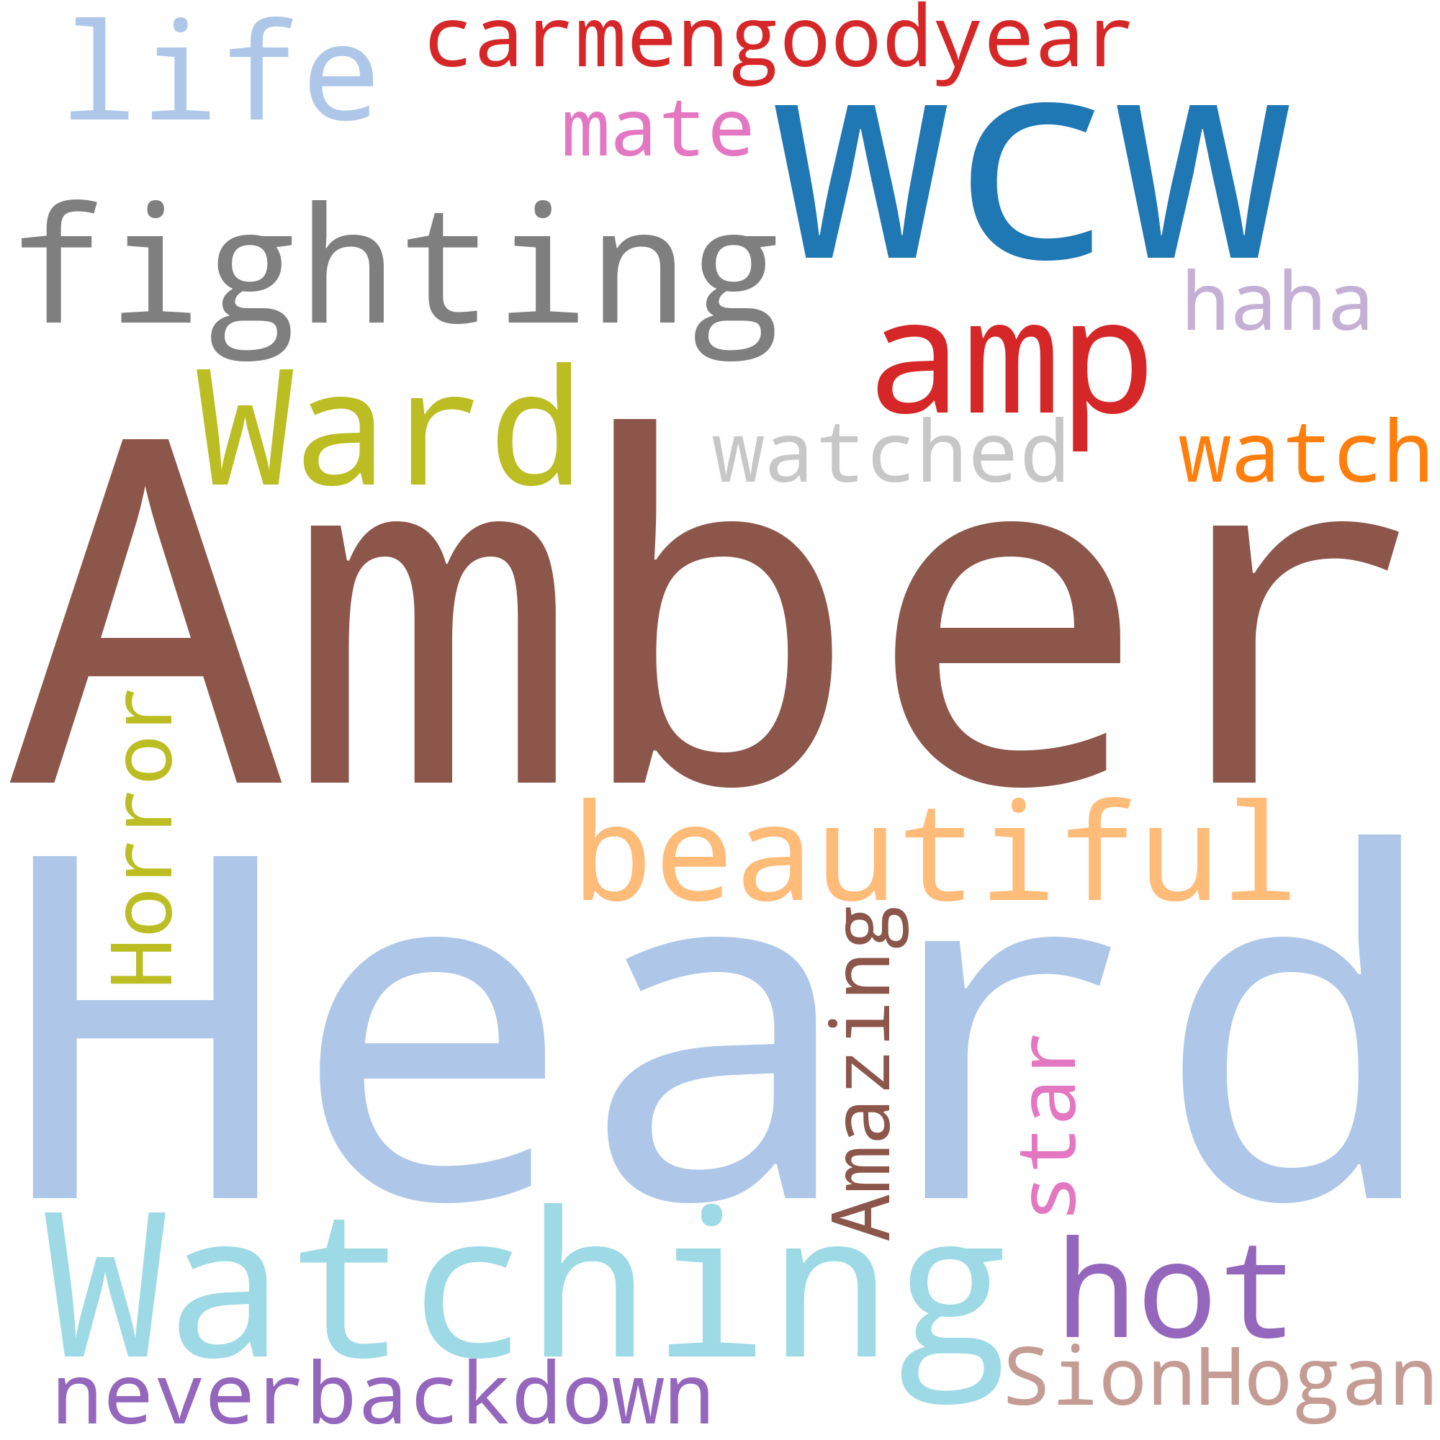 life
carmengoodyear
mate
wcw
fighting
haha
amp
Ward
watched
watch
Amber
Horror
beautiful
Heard
Amazing
star
Watching
hot
SionHogan
neverbackdown